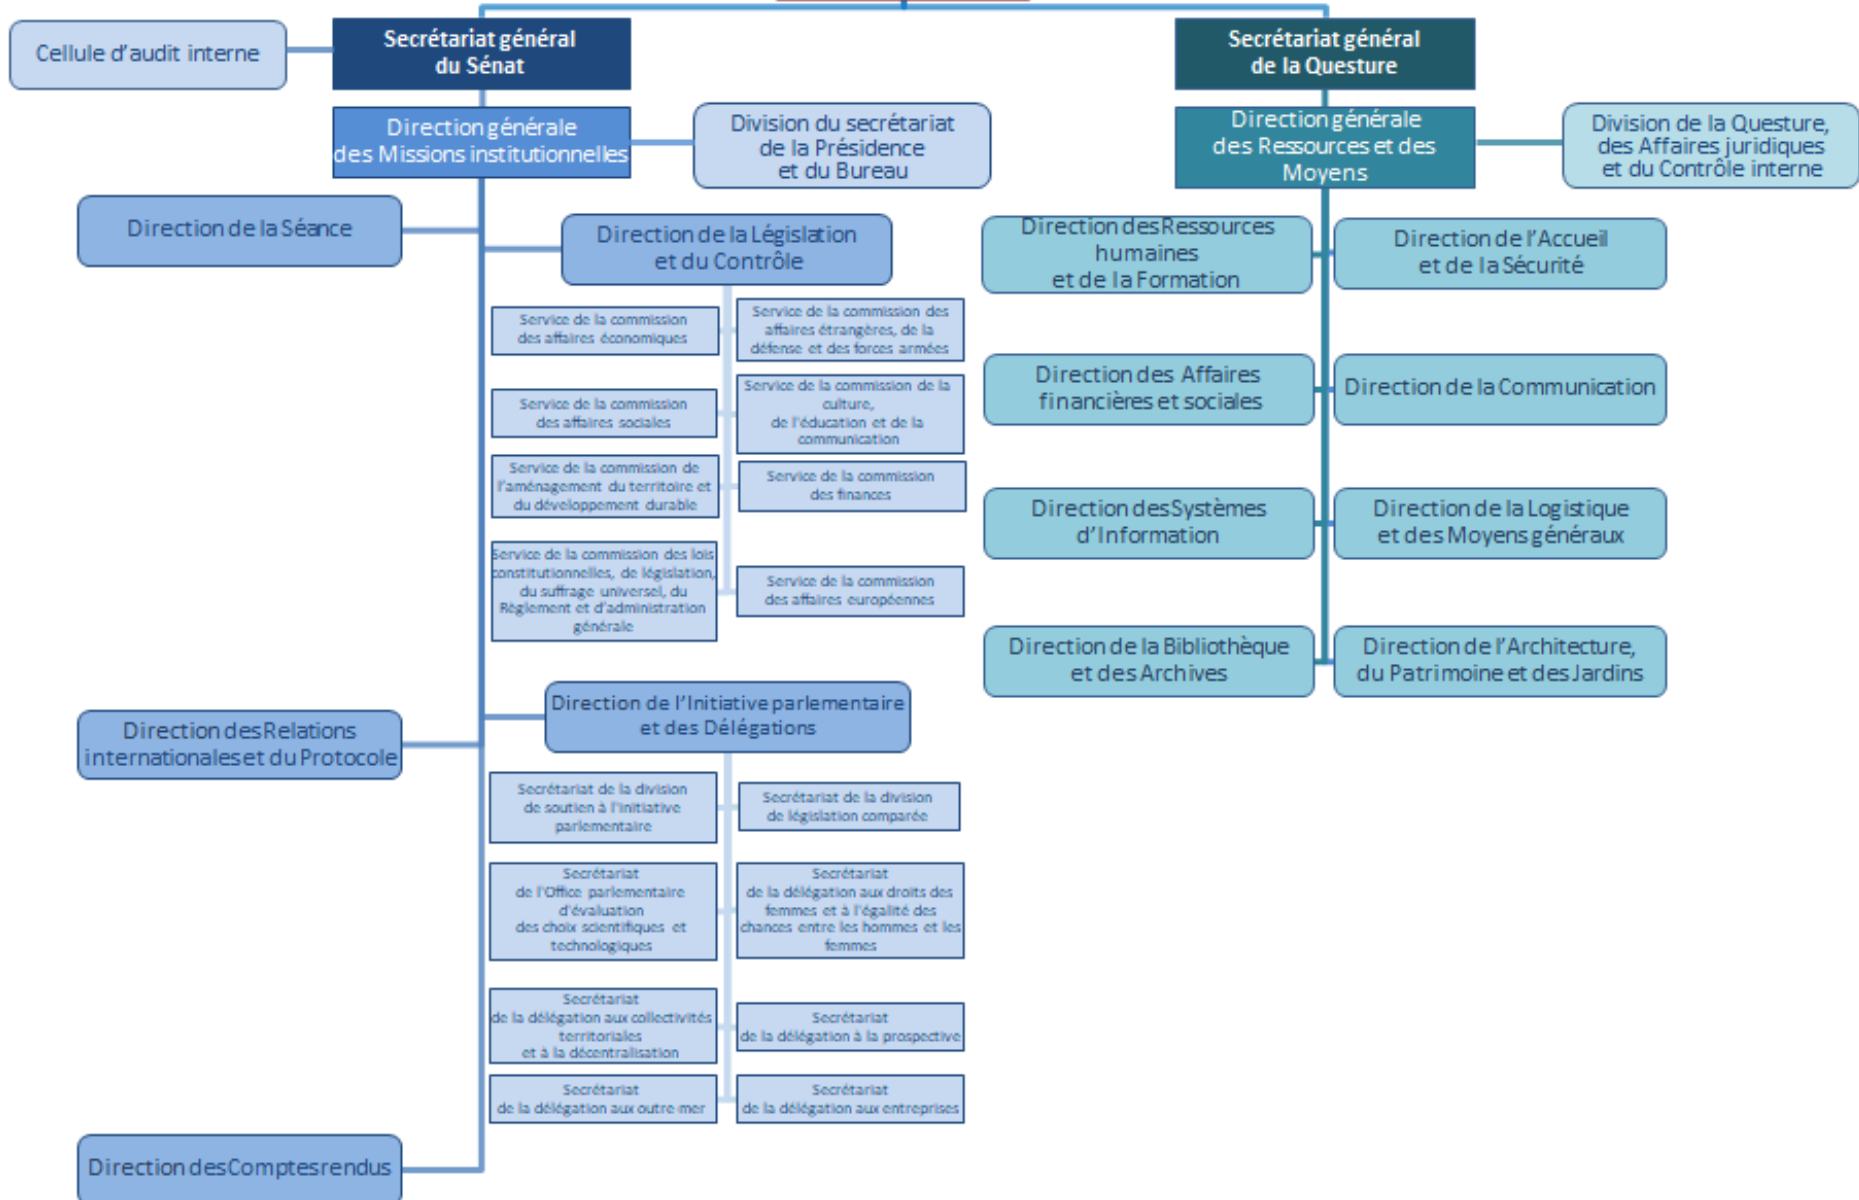 Cellule d'audit interne
Secrétariat général
du Sénat
Secrétariat général
de la Questure
Direction générale
des Missions institutionnelles
Division du secrétariat
de la Présidence
et du Bureau
Direction générale
des Ressources et des
Moyens
Division de la Questure,
des Affaires juridiques
et du Contrôle interne
Direction de la Séance
Direction de la Législation
et du Contrôle
Service de la commission
des affaires économiques
Service de la commission des
affaires étrangères, de la
défense et des forces armées
Service de la commission
des affaires sociales
Service de la commission de la
culture,
de l'éducation et de la
communication
Service de la commission de
l'aménagement du territoire et
du développement durable
Service de la commission
des finances
Service de la commission des lois
constitutionnelles, de législation,
du suffrage universel, du
Règlement et d'administration
générale
Service de la commission
des affaires européennes
Direction des Relations
internationales et du Protocole
Direction de l'Initiative parlementaire
et des Délégations
Secrétariat de la division
de soutien à l'initiative
parlementaire
Secrétariat de la division
de législation comparée
Secrétariat
de l'Office parlementaire
d'évaluation
des choix scientifiques et
technologiques
Secrétariat
de la délégation aux droits des
femmes et à l'égalité des
chances entre les hommes et les
femmes
Secrétariat
de la délégation aux collectivités
territoriales
et à la décentralisation
Secrétariat
de la délégation à la prospective
Secrétariat
de la délégation aux outre-mer
Secrétariat
de la délégation aux entreprises
Direction des Comptes rendus
Direction des Ressources
humaines
et de la Formation
Direction de l'Accueil
et de la Sécurité
Direction des Affaires
financières et sociales
Direction de la Communication
Direction des Systèmes
d'Information
Direction de la Logistique
et des Moyens généraux
Direction de la Bibliothèque
et des Archives
Direction de l'Architecture,
du Patrimoine et des Jardins